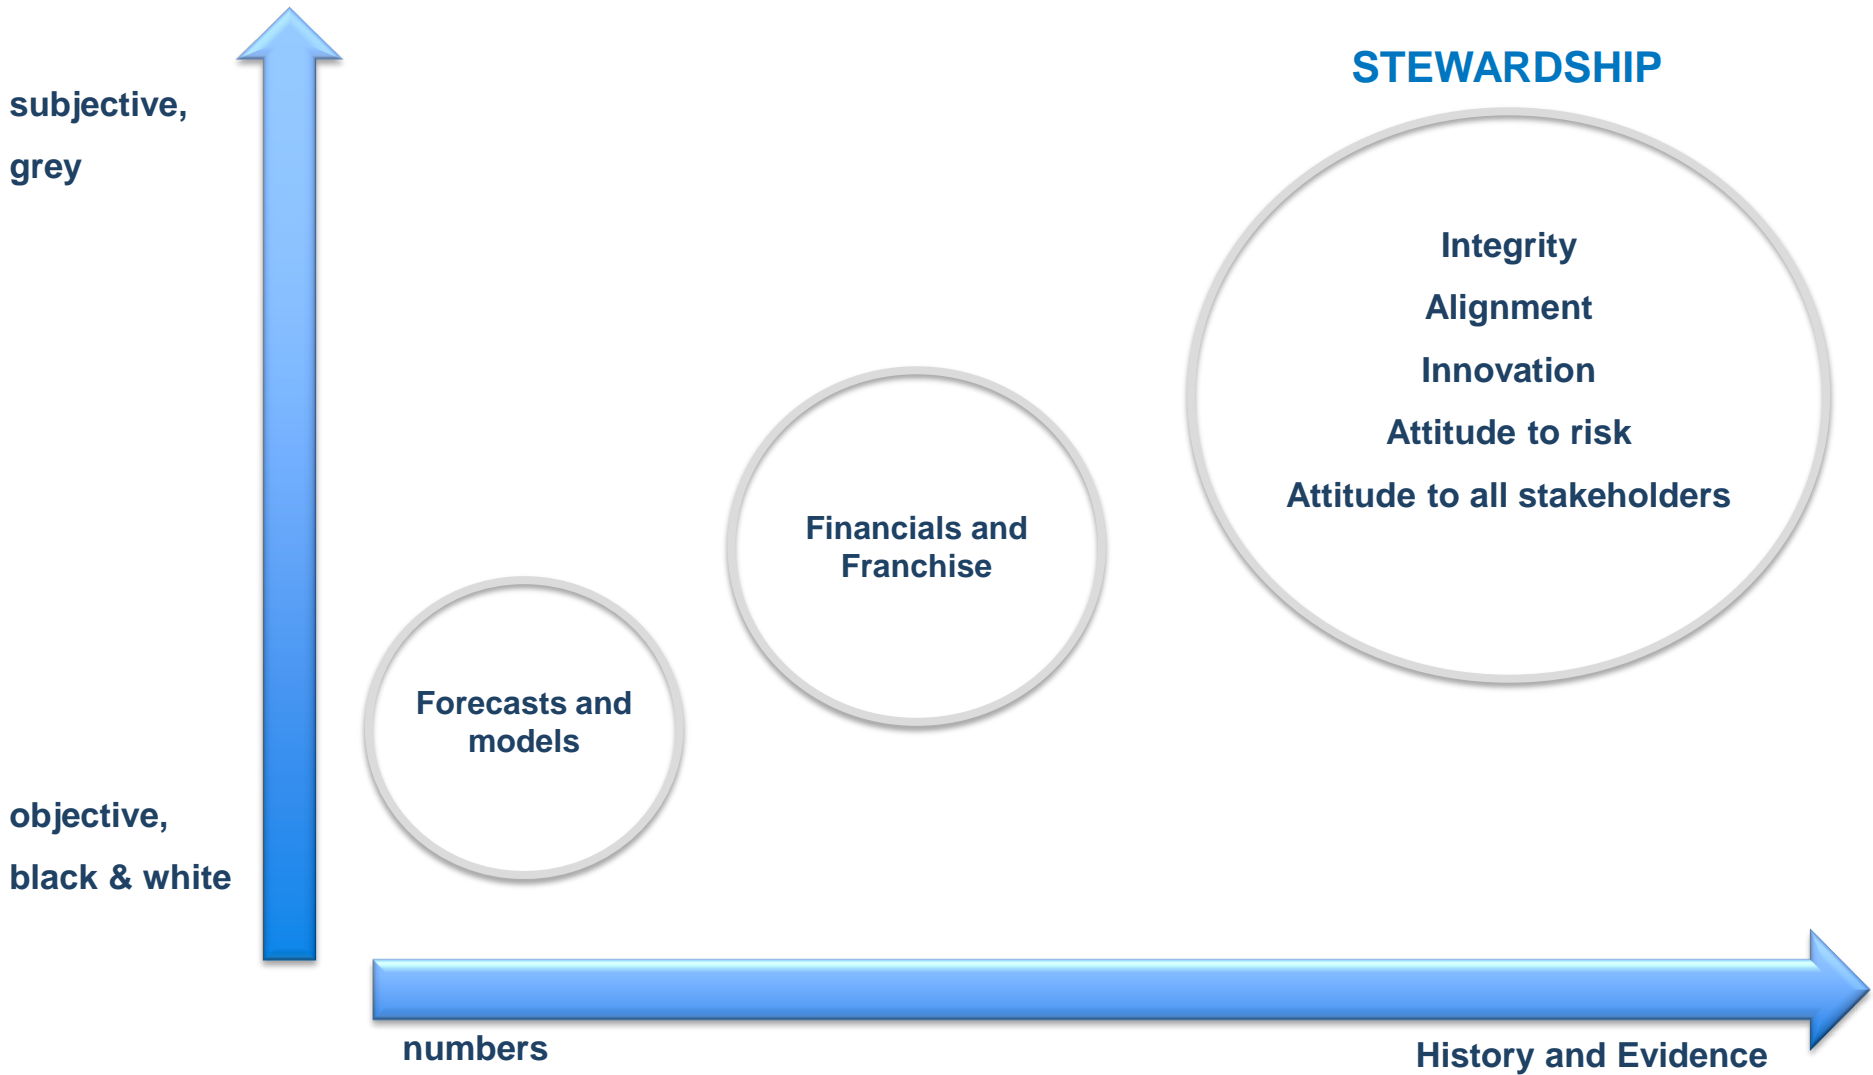 STEWARDSHIP
subjective,
grey
Integrity
Alignment
Innovation
Attitude to risk
Attitude to all stakeholders
Financials and
Franchise
Forecasts and
models
objective,
black & white
numbers
History and Evidence